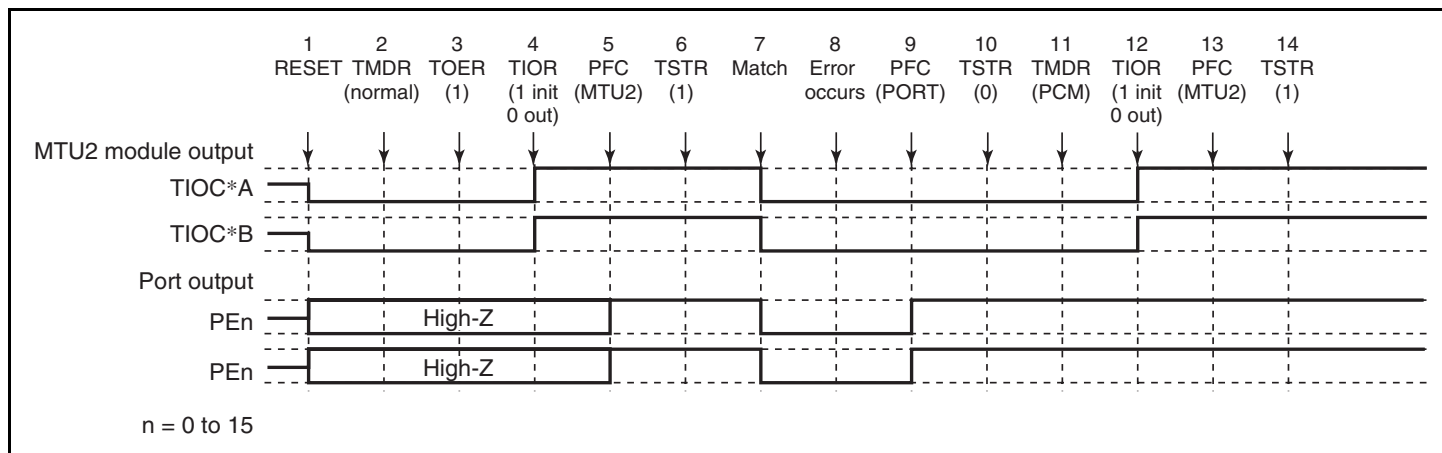 1 2 3 4 5 6 7 8 9 10 11 12 13 14
RESET TMDR TOER TIOR PFC TSTR Match Error PFC TSTR TMDR TIOR PFC TSTR
(normal) (1) (1 init (MTU2) (1) occurs (PORT) (0) (PCM) (1 init (MTU2) (1)
0 out) 0 out)
MTU2 module output
TIOC*A
TIOC*B
Port output
PEn High-Z
PEn High-Z
n = 0 to 15